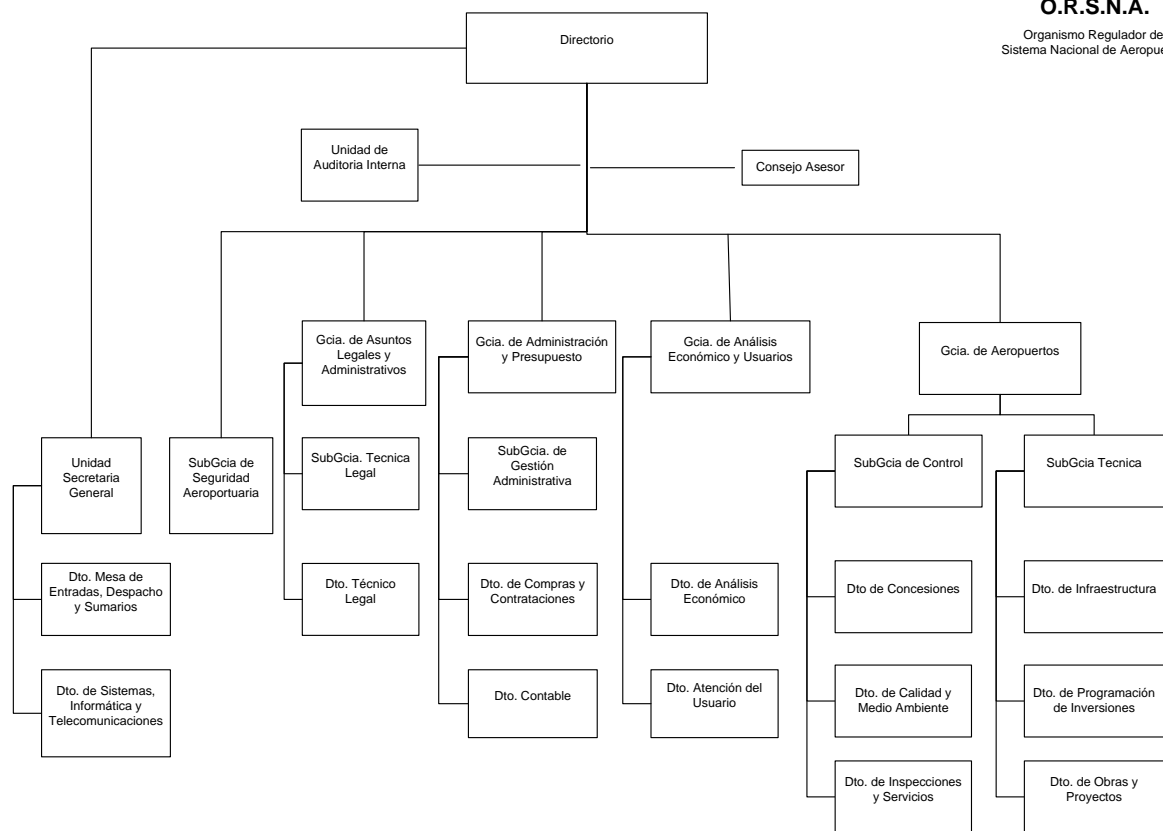 O.R.S.N.A.
Organismo Regulador de
Sistema Nacional de Aeropue
Directorio
Unidad de
Auditoria Interna
Consejo Asesor
Gcia. de Asuntos
Legales y
Administrativos
Gcia. de Administración
y Presupuesto
Gcia. de Análisis
Económico y Usuarios
Gcia. de Aeropuertos
Unidad
Secretaria
General
SubGcia de
Seguridad
Aeroportuaria
SubGcia. Tecnica
Legal
SubGcia. de
Gestión
Administrativa
SubGcia de Control
SubGcia Tecnica
Dto. Mesa de
Entradas, Despacho
y Sumarios
Dto. Técnico
Legal
Dto. de Compras y
Contrataciones
Dto. de Análisis
Económico
Dto de Concesiones
Dto. de Infraestructura
Dto. de Sistemas,
Informática y
Telecomunicaciones
Dto. Contable
Dto. Atención del
Usuario
Dto. de Calidad y
Medio Ambiente
Dto. de Programación
de Inversiones
Dto. de Inspecciones
y Servicios
Dto. de Obras y
Proyectos